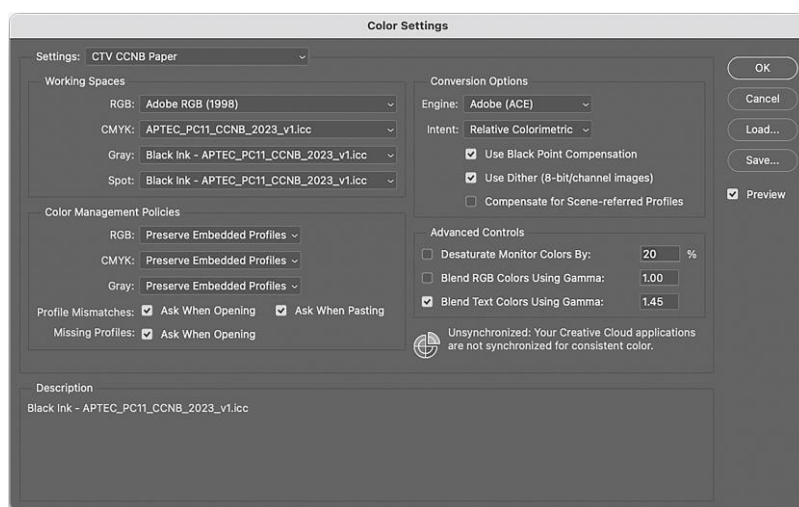 Color Settings
Settings: CTV CCNB Paper
Working Spaces
RGB: Adobe RGB (1998)
CMYK: APTEC_PC11_CCNB_2023_v1.icc
Gray: Black Ink - APTEC_PC11_CCNB_2023_v1.icc
Spot: Black Ink - APTEC_PC11_CCNB_2023_v1.icc
Color Management Policies
RGB: Preserve Embedded Profiles
CMYK: Preserve Embedded Profiles
Gray: Preserve Embedded Profiles
Profile Mismatches: Ask When Opening Ask When Pasting
Missing Profiles: Ask When Opening
Conversion Options
Engine: Adobe (ACE)
Intent: Relative Colorimetric
Use Black Point Compensation
Use Dither (8-bit/channel images)
Compensate for Scene-referred Profiles
Advanced Controls
Desaturate Monitor Colors By: 20 %
Blend RGB Colors Using Gamma: 1.00
Blend Text Colors Using Gamma: 1.45
Unsynchronized: Your Creative Cloud applications
are not synchronized for consistent color.
OK
Cancel
Load...
Save...
Preview
Description
Black Ink - APTEC_PC11_CCNB_2023_v1.icc